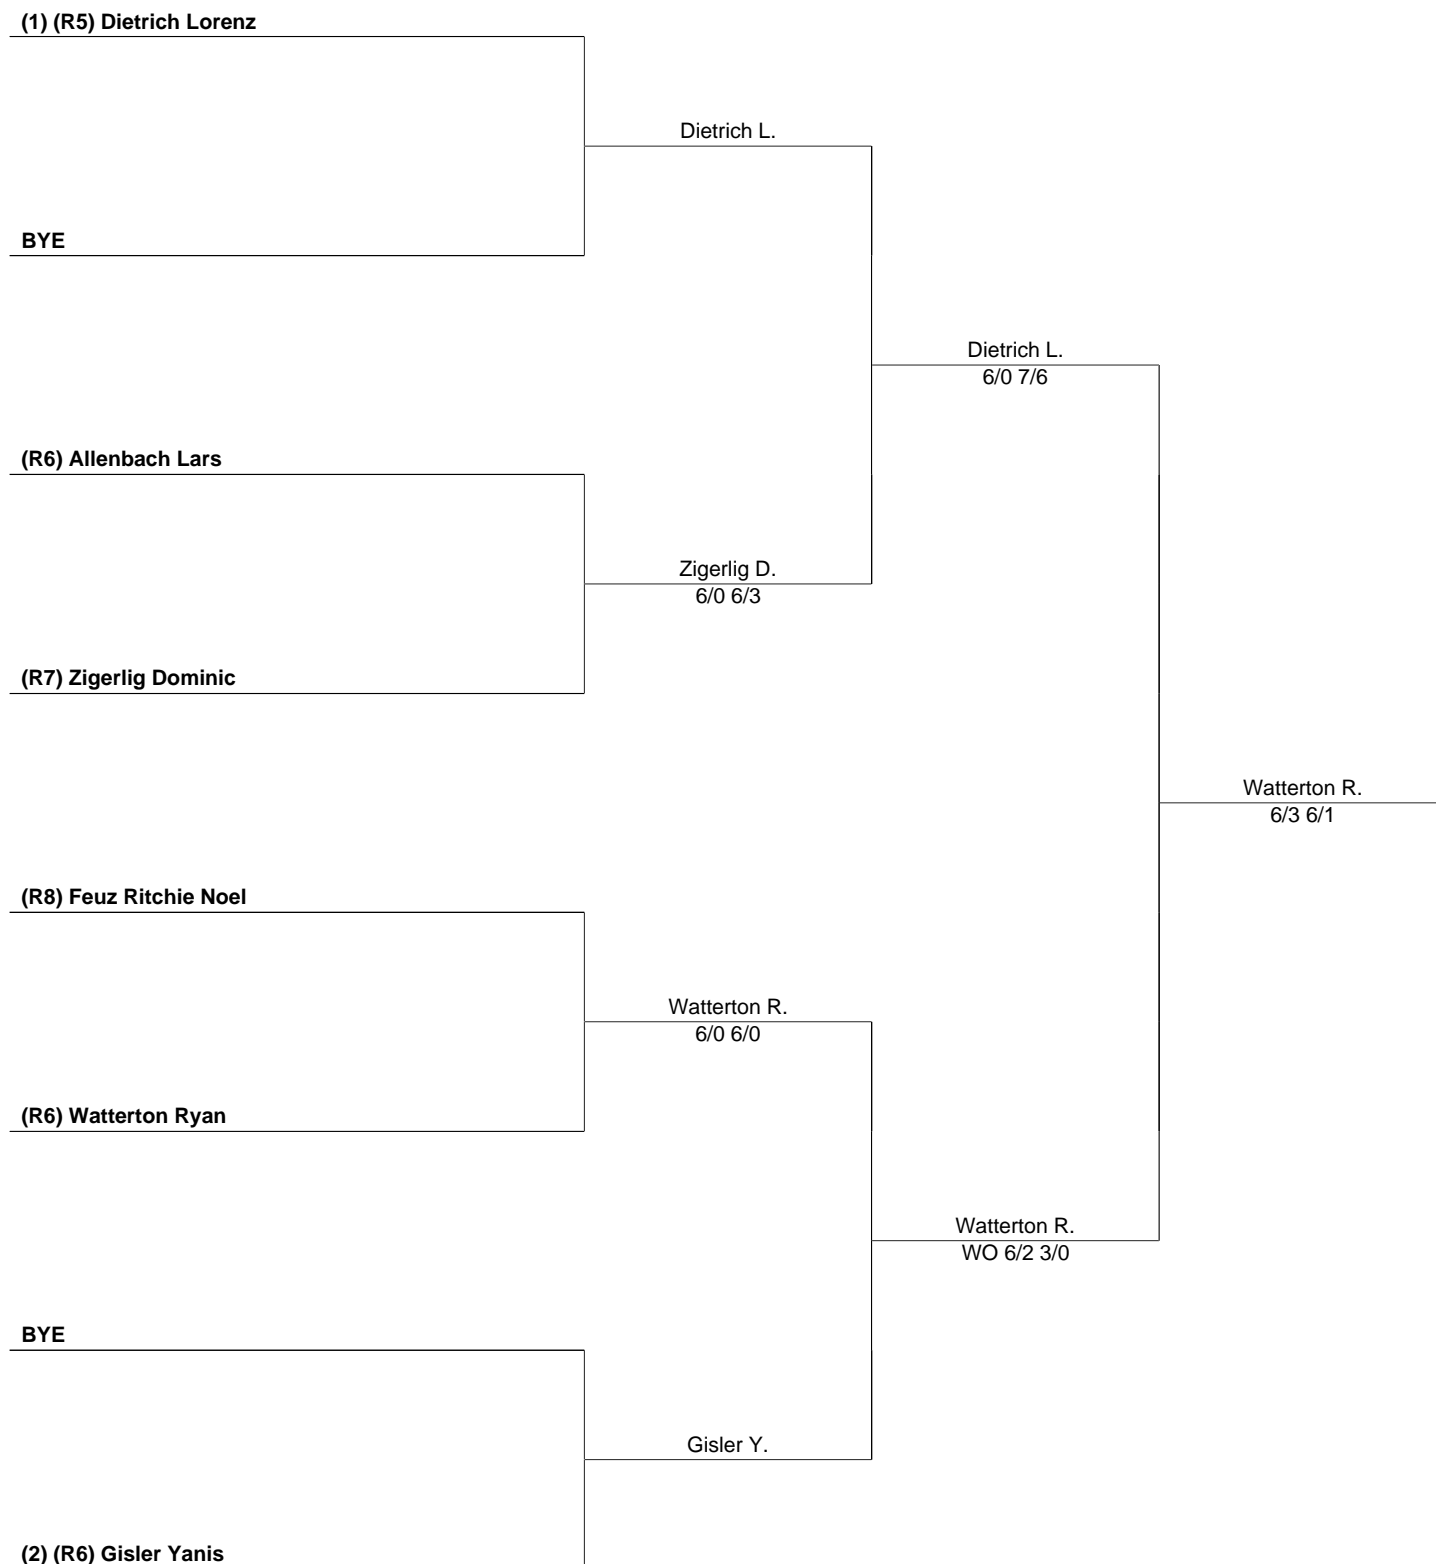 (1) (R5) Dietrich Lorenz
Dietrich L.
BYE
Dietrich L.
6/0 7/6
(R6) Allenbach Lars
Zigerlig D.
6/0 6/3
(R7) Zigerlig Dominic
Watterton R.
6/3 6/1
(R8) Feuz Ritchie Noel
Watterton R.
6/0 6/0
(R6) Watterton Ryan
Watterton R.
WO 6/2 3/0
BYE
Gisler Y.
(2) (R6) Gisler Yanis